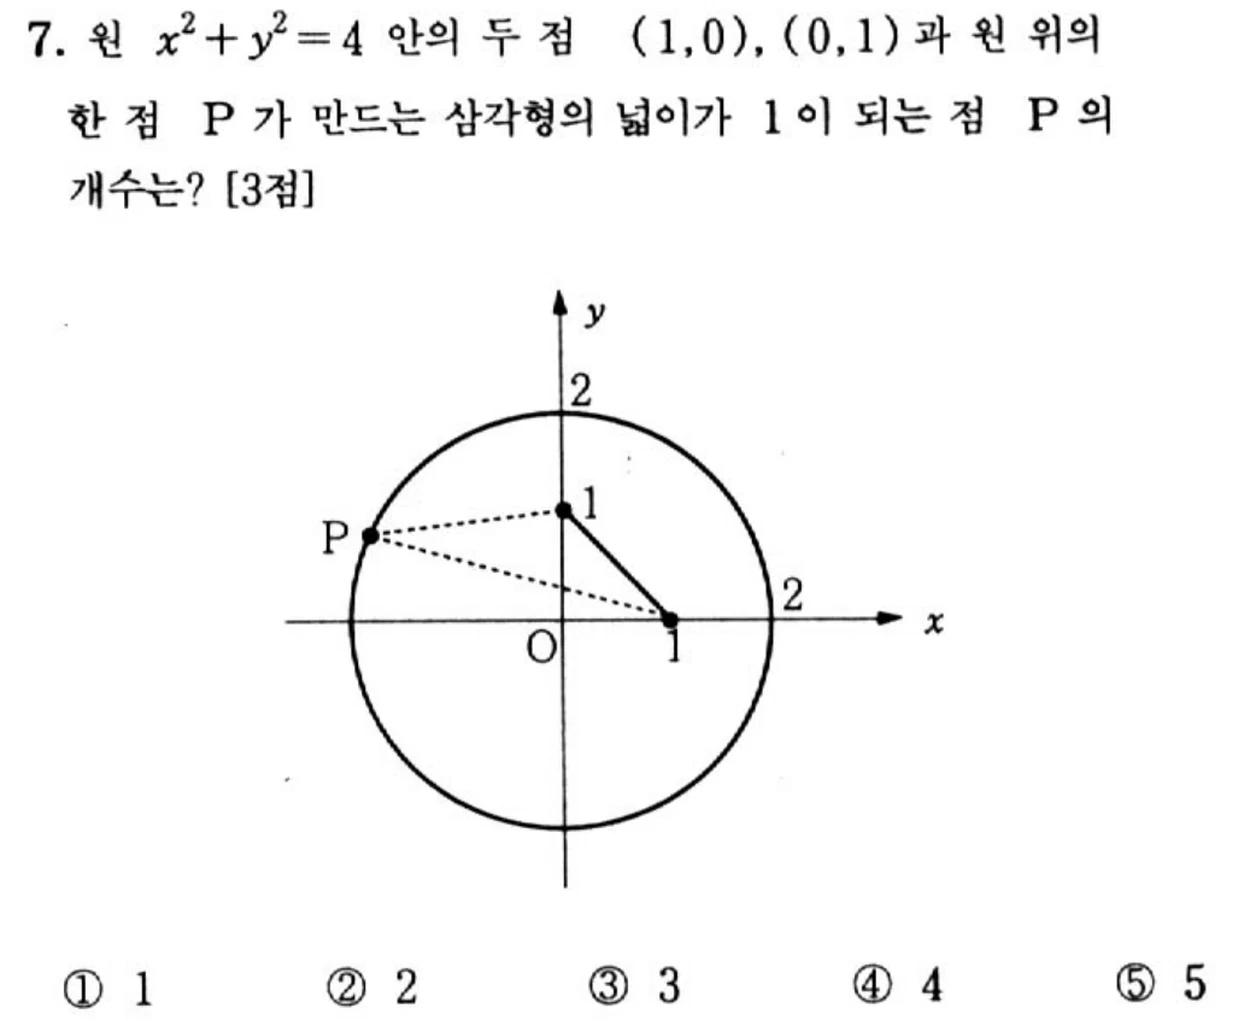 7. 원 x²+y²=4 안의 두 점 (1,0), (0,1)과 원 위의
한 점 P가 만드는 삼각형의 넓이가 1이 되는 점 P의
개수는? [3점]
y
2
1
P
2
x
O
1
① 1 ② 2 ③ 3 ④ 4 ⑤ 5